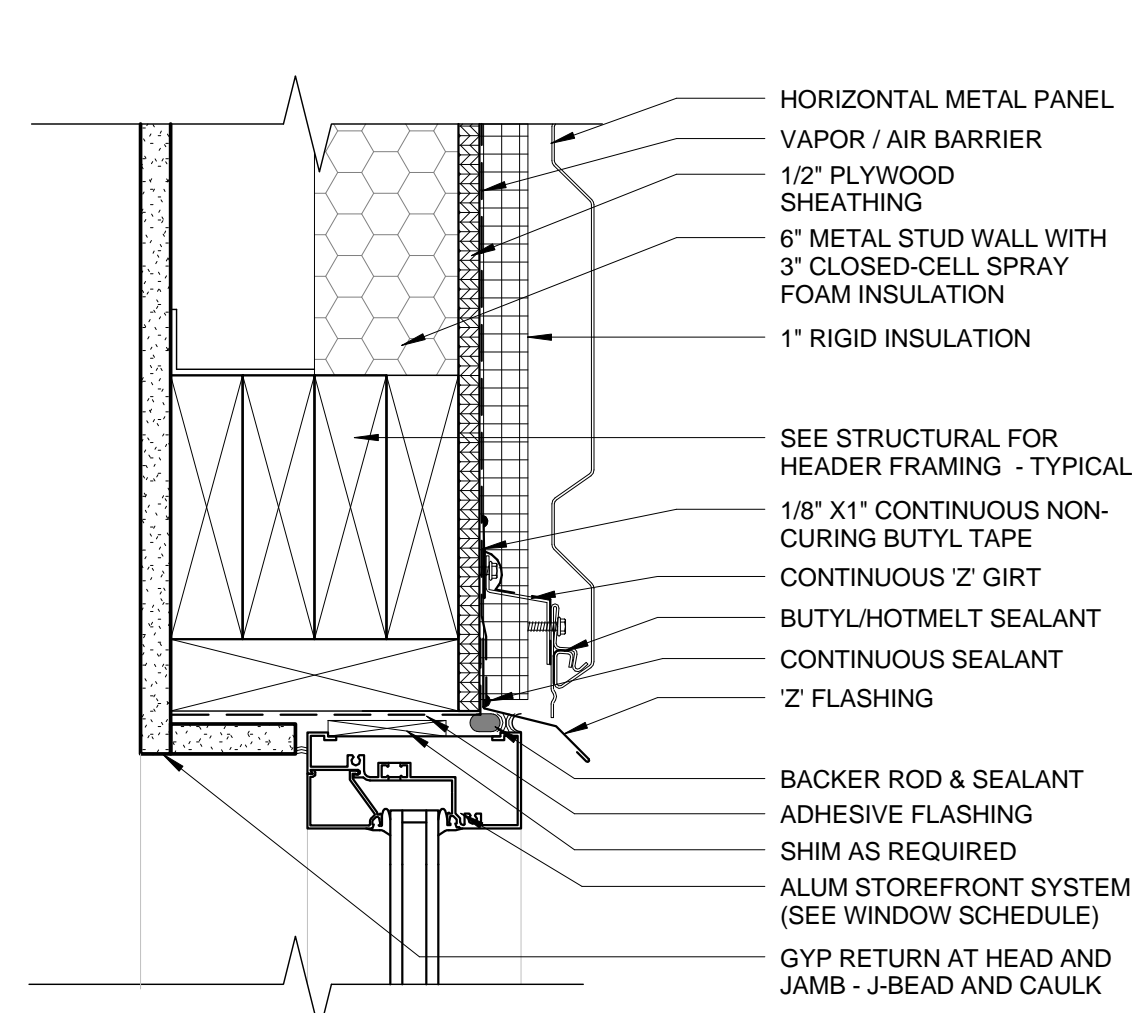 HORIZONTAL METAL PANEL
VAPOR / AIR BARRIER
1/2" PLYWOOD
SHEATHING
6" METAL STUD WALL WITH
3" CLOSED-CELL SPRAY
FOAM INSULATION
1" RIGID INSULATION
SEE STRUCTURAL FOR
HEADER FRAMING - TYPICAL
1/8" X1" CONTINUOUS NON-
CURING BUTYL TAPE
CONTINUOUS 'Z' GIRT
BUTYL/HOTMELT SEALANT
CONTINUOUS SEALANT
'Z' FLASHING
BACKER ROD & SEALANT
ADHESIVE FLASHING
SHIM AS REQUIRED
ALUM STOREFRONT SYSTEM
(SEE WINDOW SCHEDULE)
GYP RETURN AT HEAD AND
JAMB - J-BEAD AND CAULK